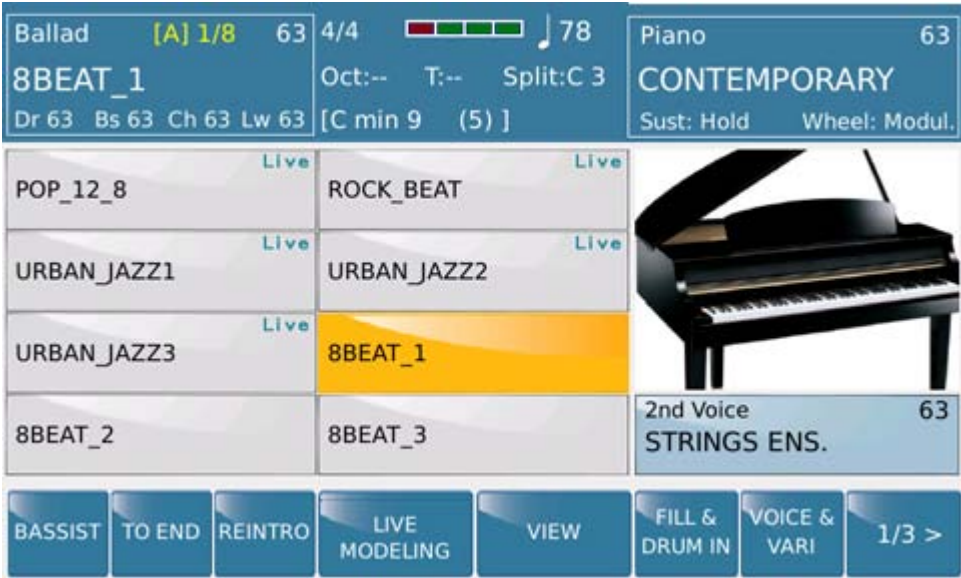 Ballad [A] 1/8 63
8BEAT_1
Dr 63 Bs 63 Ch 63 Lw 63
4/4 78
Oct:-- T:-- Split:C 3
[C min 9 (5) ]
Piano 63
CONTEMPORARY
Sust: Hold Wheel: Modul.
Live
POP_12_8
Live
ROCK_BEAT
Live
URBAN_JAZZ1
Live
URBAN_JAZZ2
Live
URBAN_JAZZ3
8BEAT_1
8BEAT_2
8BEAT_3
2nd Voice 63
STRINGS ENS.
BASSIST
TO END
REINTRO
LIVE
MODELING
VIEW
FILL &
DRUM IN
VOICE &
VARI
1/3 >